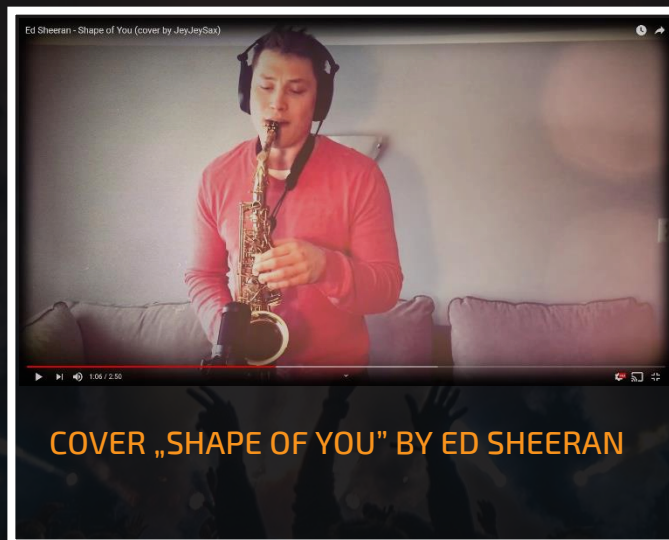 Ed Sheeran - Shape of You (cover by JeyJeySax)
1:06 / 2:50
COVER „SHAPE OF YOU” BY ED SHEERAN